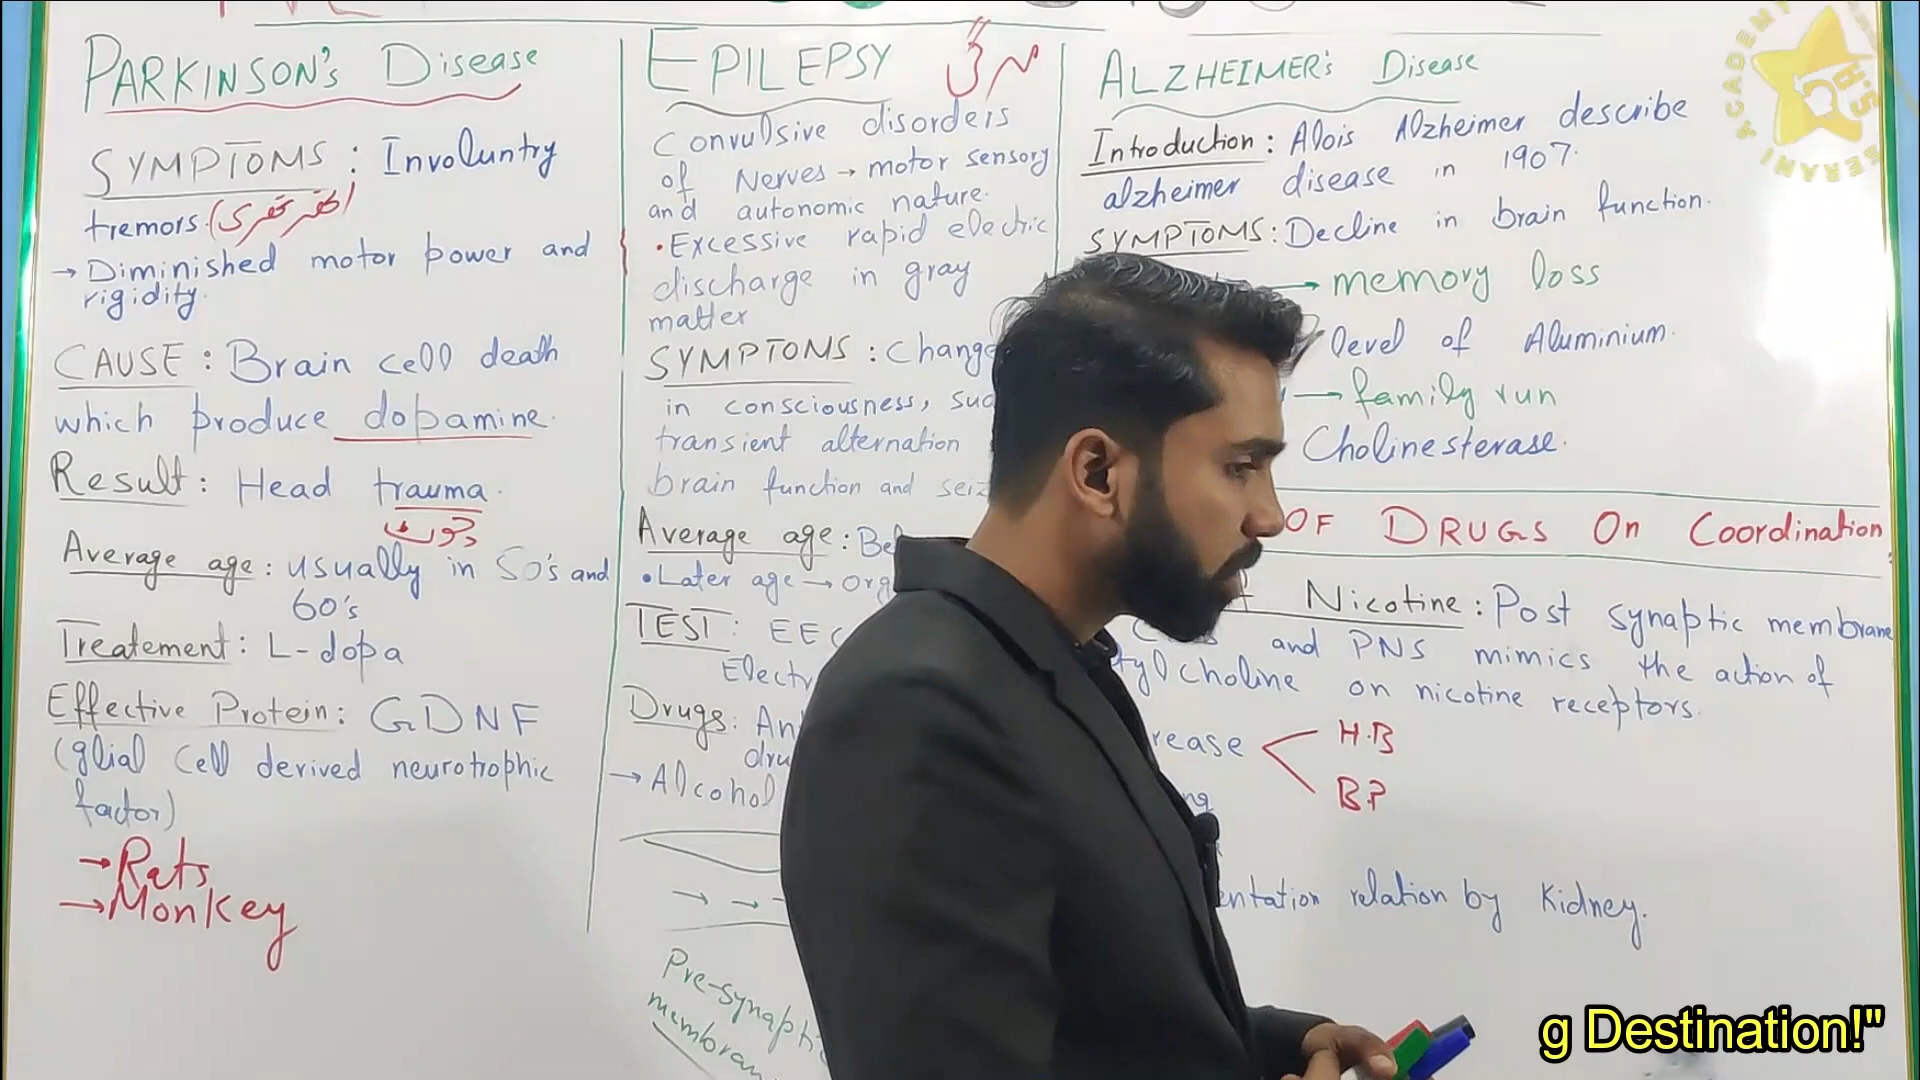 PARKINSON's Disease
SYMPTOMS : Involuntry
tremors.
→ Diminished motor power and
rigidity.
CAUSE : Brain cell death
which produce dopamine.
Result : Head trauma.
چوٹ
Average age : usually in 50's and
60's
Treatement : L-dopa
Effective Protein : GDNF
(glial cell derived neurotrophic
factor)
→ Rats
→ Monkey
EPILEPSY مرگی
Convulsive disorders
of Nerves → motor sensory
and autonomic nature.
• Excessive rapid electric
discharge in gray
matter
SYMPTOMS : Change
in consciousness,
transient alternation
brain function and
Average age :
• Later age →
TEST :
Drugs :
→ Alcohol
Pre-synaptic
membran
ALZHEIMER's Disease
Introduction : Alois Alzheimer describe
alzheimer disease in 1907.
SYMPTOMS : Decline in brain function.
→ memory loss
level of Aluminium.
→ family run
Cholinesterase.
OF DRUGS On Coordination
Nicotine : Post synaptic membrane
and PNS mimics the action of
tylcholine on nicotine receptors.
rease H.B
B.P
entation relation by kidney.
BERANI'S ACADEMY
g Destination!"